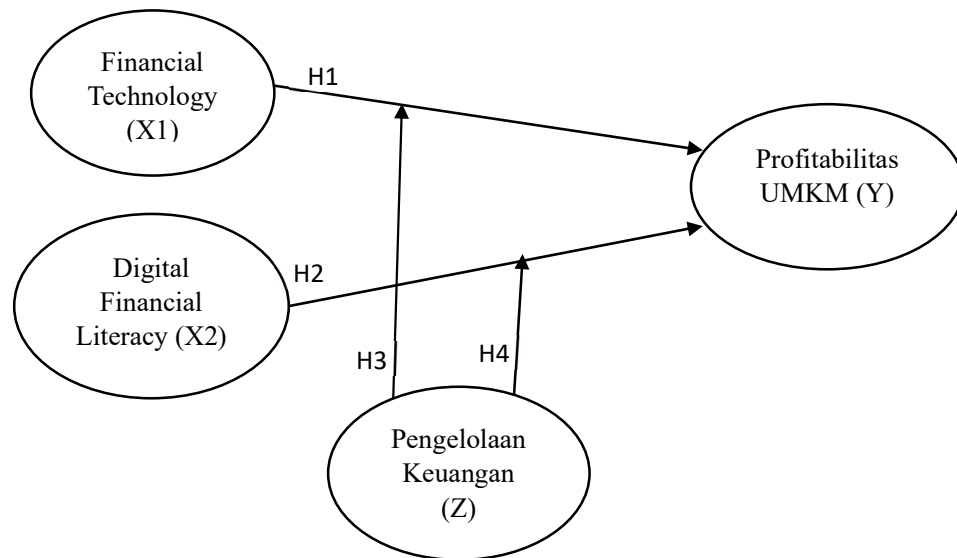 Financial
Technology
(X1)
H1
Profitabilitas
UMKM (Y)
Digital
Financial
Literacy (X2)
H2
H3
H4
Pengelolaan
Keuangan
(Z)